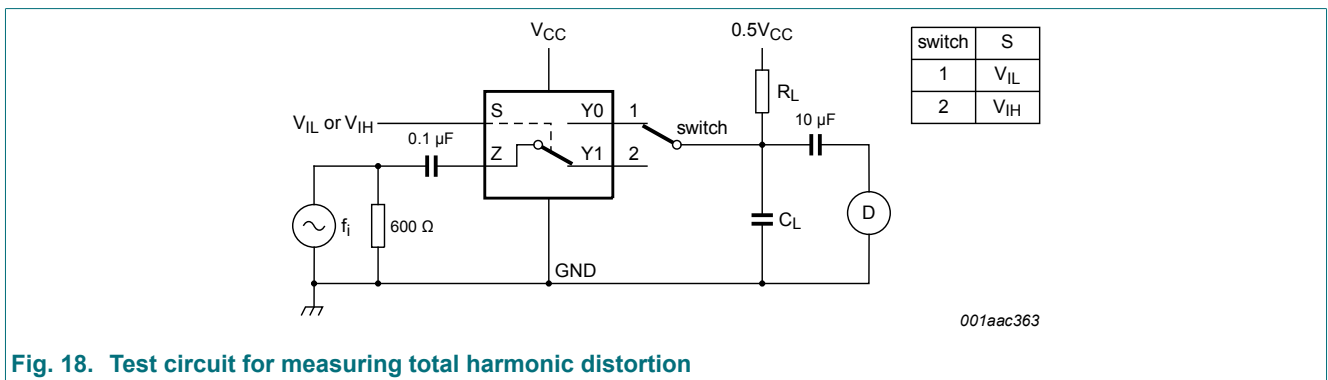 VCC
0.5VCC
switch S
1 VIL
2 VIH
RL
S Y0 1
VIL or VIH
switch
10 µF
0.1 µF
Z Y1 2
fi
600 Ω
CL
D
GND
001aac363
Fig. 18. Test circuit for measuring total harmonic distortion